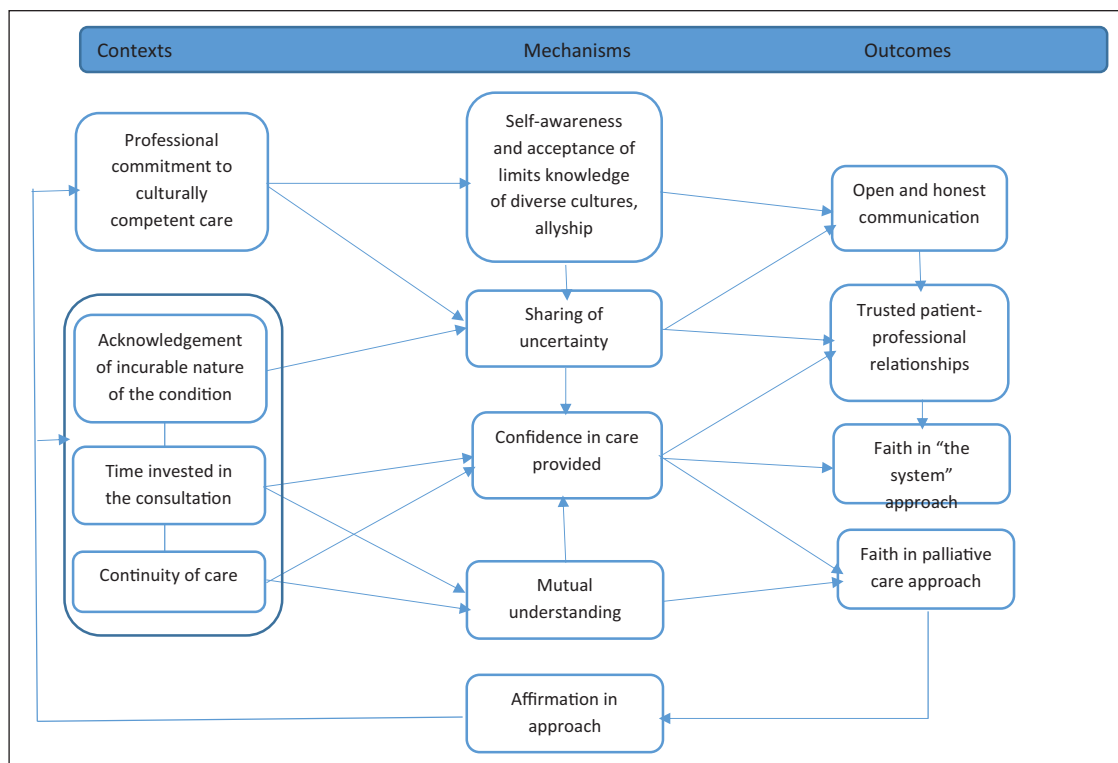 Contexts
Mechanisms
Outcomes
Professional
commitment to
culturally
competent care
Acknowledgement
of incurable nature
of the condition
Time invested in
the consultation
Continuity of care
Self-awareness
and acceptance of
limits knowledge
of diverse cultures,
allyship
Sharing of
uncertainty
Confidence in care
provided
Mutual
understanding
Affirmation in
approach
Open and honest
communication
Trusted patient-
professional
relationships
Faith in “the
system”
approach
Faith in palliative
care approach